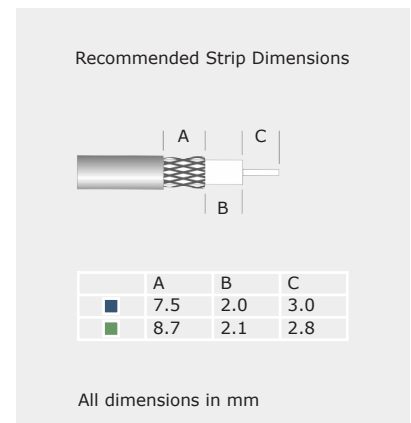 Recommended Strip Dimensions
A C
B
A B C
7.5 2.0 3.0
8.7 2.1 2.8
All dimensions in mm